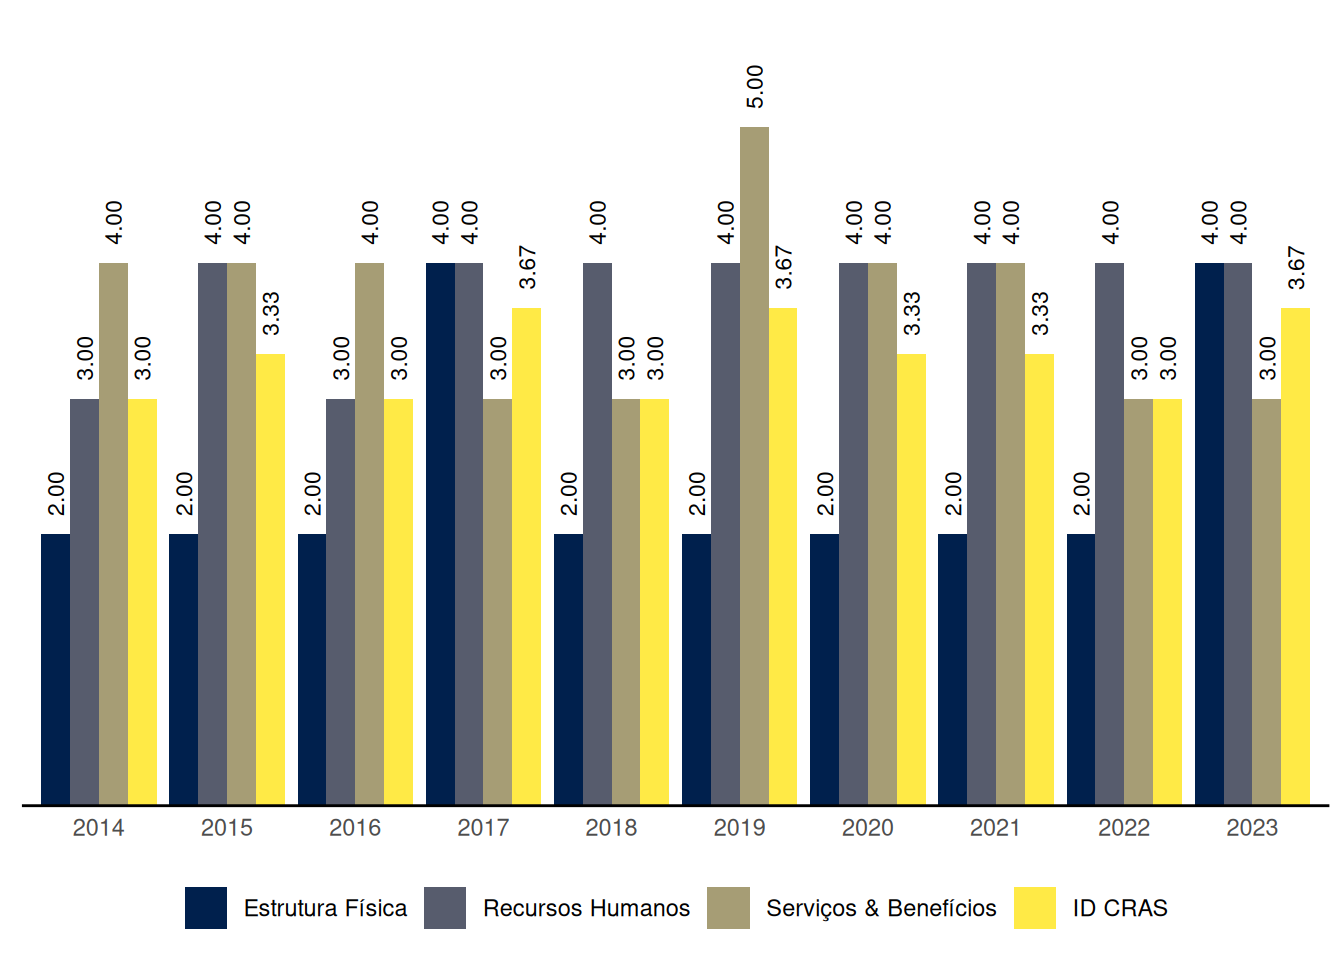 5.00
4.00 4.00 4.00 4.00 4.00 4.00 4.00 4.00 4.00 4.00 4.00 4.00 4.00 4.00 4.00
3.67 3.67 3.67
3.33 3.33 3.33
3.00 3.00 3.00 3.00 3.00 3.00 3.00 3.00 3.00 3.00
2.00 2.00 2.00 2.00 2.00 2.00 2.00 2.00
2014 2015 2016 2017 2018 2019 2020 2021 2022 2023
Estrutura Física Recursos Humanos Serviços & Benefícios ID CRAS